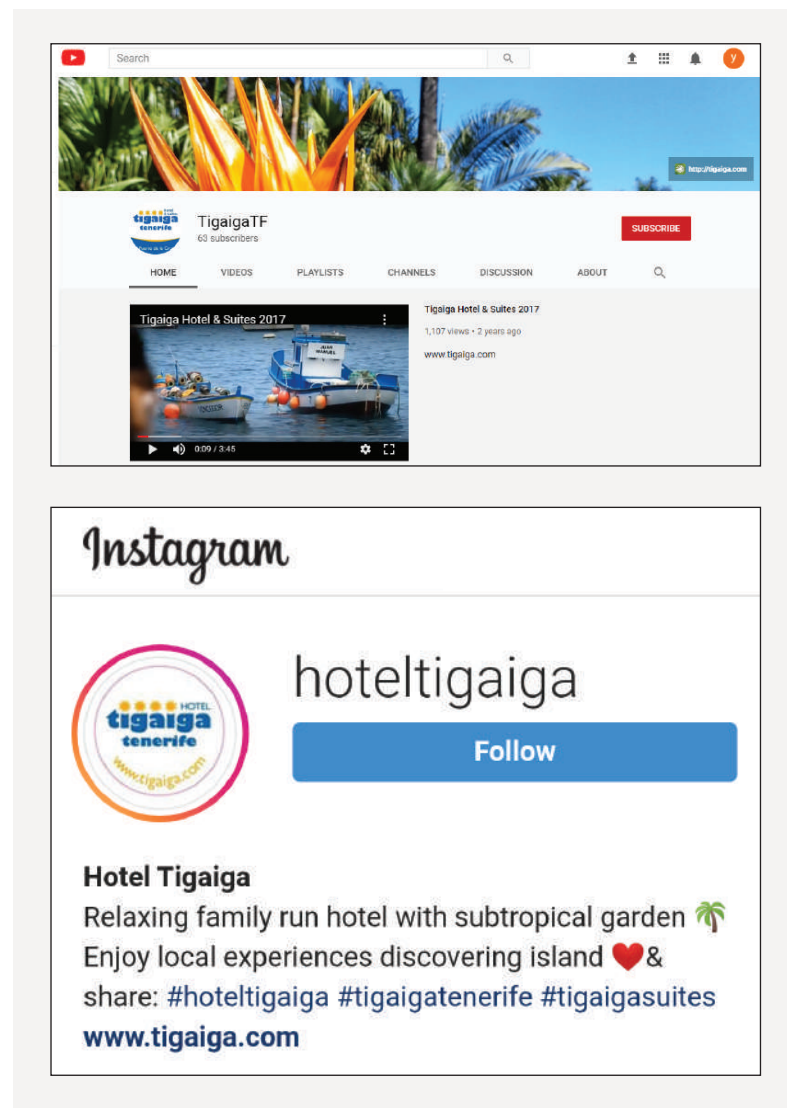 Search
y
http://tigaiga.com
HOTEL
tigaiga
tenerife
TigaigaTF
63 subscribers
SUBSCRIBE
HOME VIDEOS PLAYLISTS CHANNELS DISCUSSION ABOUT
Tigaiga Hotel & Suites 2017
JUAN
MANUEL
0:09 / 3:45
Tigaiga Hotel & Suites 2017
1,107 views • 2 years ago
www.tigaiga.com
Instagram
HOTEL
tigaiga
tenerife
www.tigaiga.com
hoteltigaiga
Follow
Hotel Tigaiga
Relaxing family run hotel with subtropical garden 🌴
Enjoy local experiences discovering island ❤️&
share: #hoteltigaiga #tigaigatenerife #tigaigasuites
www.tigaiga.com